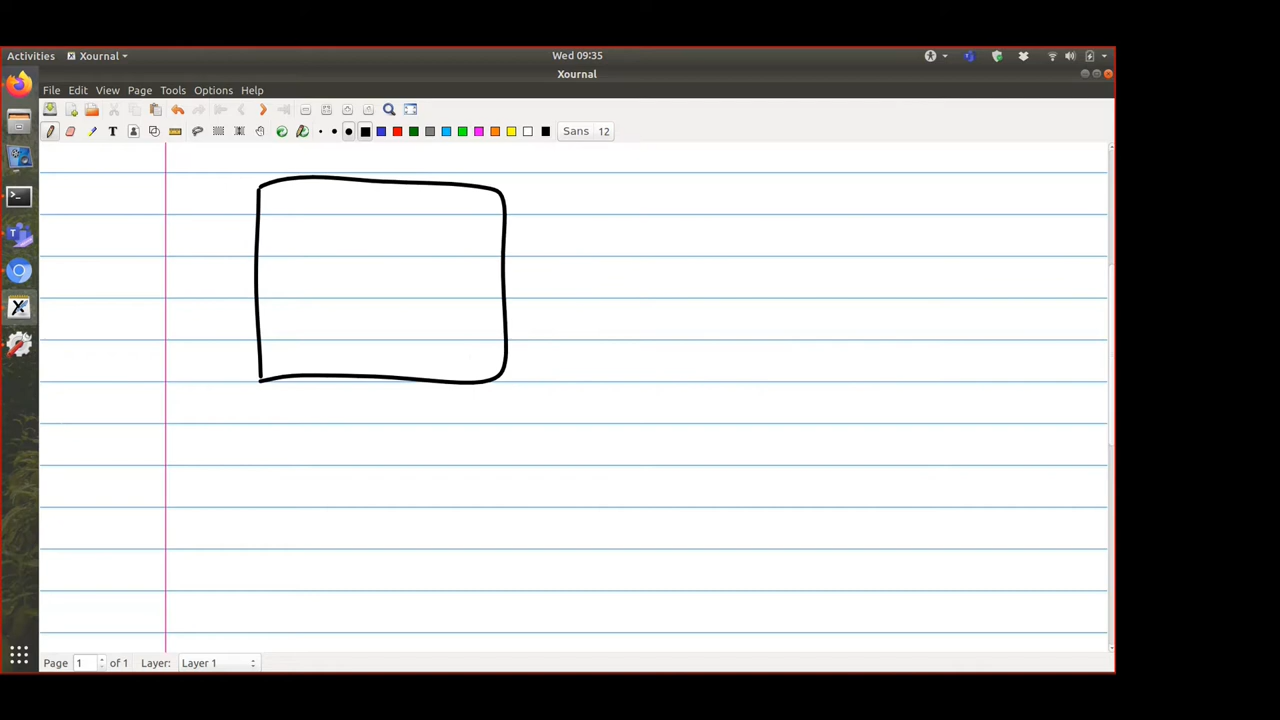 Activities Xournal Wed 09:35
Xournal
File Edit View Page Tools Options Help
T Sans 12
Page 1 of 1 Layer: Layer 1